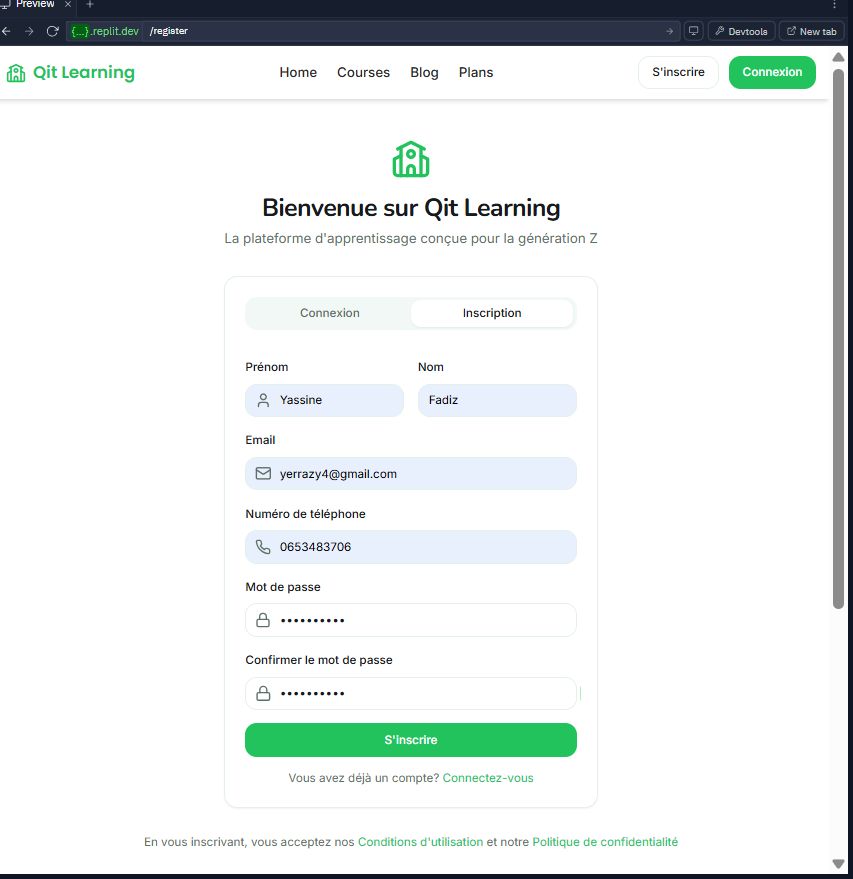 Preview
{...}.replit.dev /register Devtools New tab
Qit Learning Home Courses Blog Plans S'inscrire Connexion
Bienvenue sur Qit Learning
La plateforme d'apprentissage conçue pour la génération Z
Connexion Inscription
Prénom Nom
Yassine Fadiz
Email
yerrazy4@gmail.com
Numéro de téléphone
0653483706
Mot de passe
••••••••••
Confirmer le mot de passe
••••••••••
S'inscrire
Vous avez déjà un compte? Connectez-vous
En vous inscrivant, vous acceptez nos Conditions d'utilisation et notre Politique de confidentialité